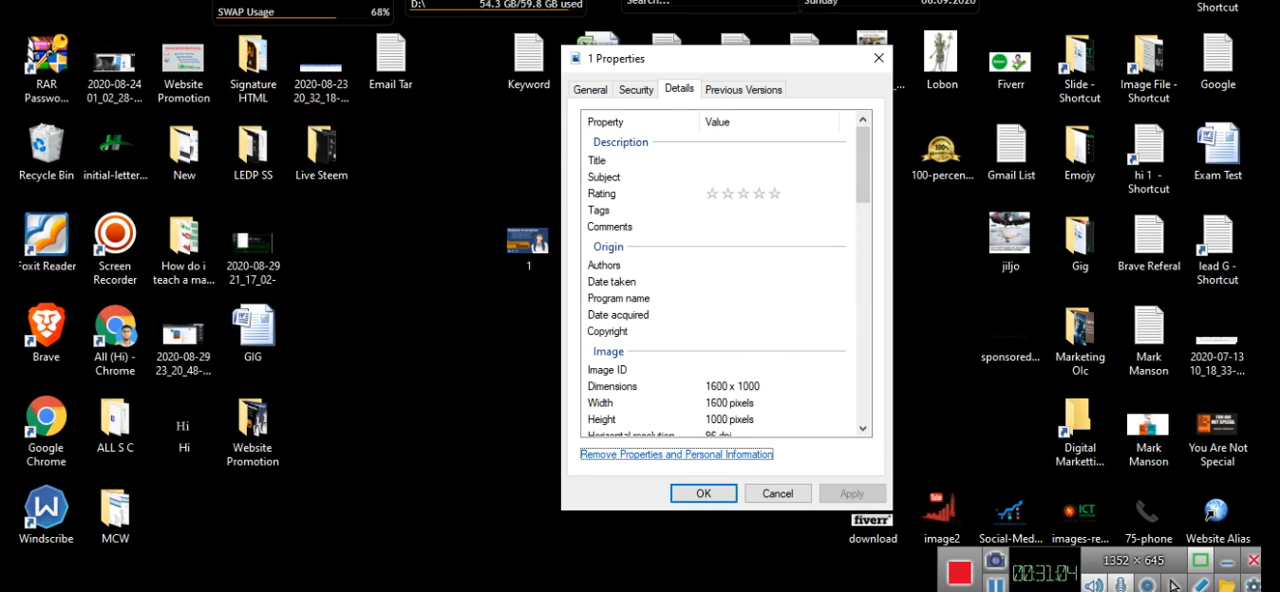 SWAP Usage 68%
D:\ 54.3 GB/59.8 GB used
Search...
Sunday 06.09.2020
Shortcut
RAR Passwo...
2020-08-24 01_02_28-...
Website Promotion
Signature HTML
2020-08-23 20_32_18-...
Email Tar
Keyword
Lobon
Fiverr
Slide - Shortcut
Image File - Shortcut
Google
Recycle Bin
initial-letter...
New
LEDP SS
Live Steem
100-percen...
Gmail List
Emojy
hi 1 - Shortcut
Exam Test
Foxit Reader
Screen Recorder
How do i teach a ma...
2020-08-29 21_17_02-
1
jiljo
Gig
Brave Referal
lead G - Shortcut
Brave
All (Hi) - Chrome
2020-08-29 23_20_48-...
GIG
sponsored...
Marketing Olc
Mark Manson
2020-07-13 10_18_33-...
Google Chrome
ALL S C
Hi
Hi
Website Promotion
Digital Marketti...
Mark Manson
You Are Not Special
Windscribe
MCW
fiverr
download
image2
Social-Med...
images-re...
75-phone
Website Alias
1 Properties
General Security Details Previous Versions
Property Value
Description
Title
Subject
Rating
Tags
Comments
Origin
Authors
Date taken
Program name
Date acquired
Copyright
Image
Image ID
Dimensions 1600 x 1000
Width 1600 pixels
Height 1000 pixels
Horizontal resolution 96 dpi
Remove Properties and Personal Information
OK Cancel Apply
00:31:04
1352 × 645